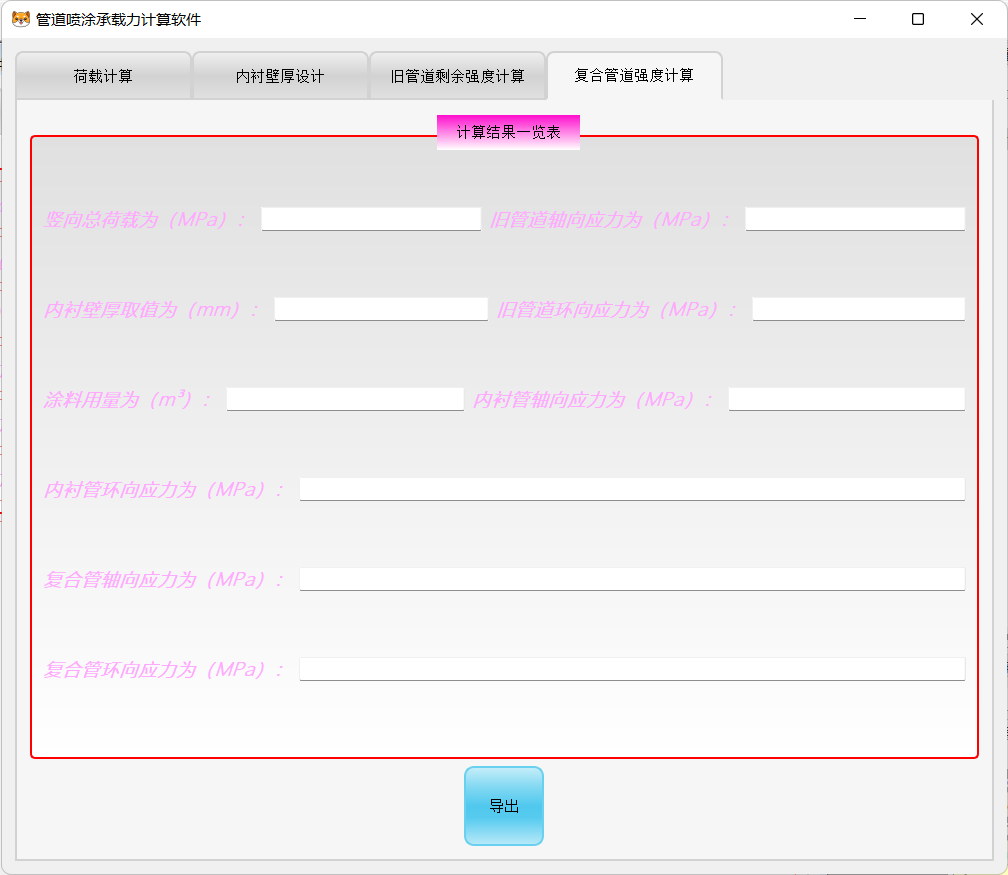 管道喷涂承载力计算软件
荷载计算 内衬壁厚设计 旧管道剩余强度计算 复合管道强度计算
计算结果一览表
竖向总荷载为（MPa）： 旧管道轴向应力为（MPa）：
内衬壁厚取值为（mm）： 旧管道环向应力为（MPa）：
涂料用量为（m³）： 内衬管轴向应力为（MPa）：
内衬管环向应力为（MPa）：
复合管轴向应力为（MPa）：
复合管环向应力为（MPa）：
导出